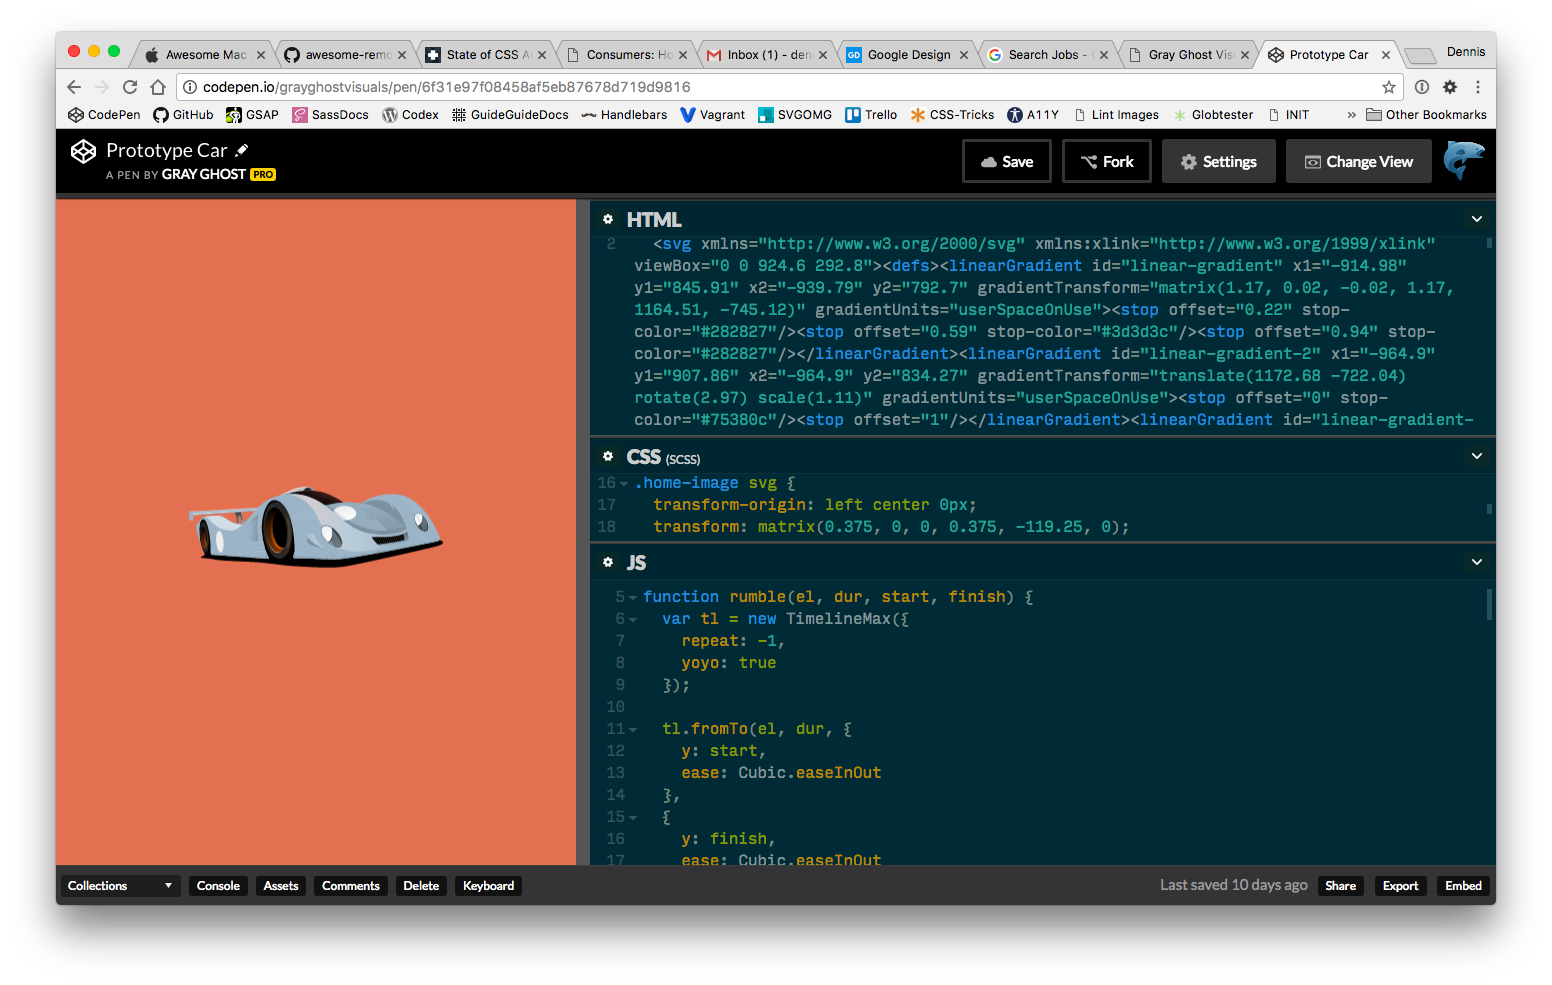 Awesome Mac
awesome-remo
State of CSS A
Consumers: Ho
Inbox (1) - den
Google Design
Search Jobs -
Gray Ghost Vis
Prototype Car
Dennis
codepen.io/grayghostvisuals/pen/6f31e97f08458af5eb87678d719d9816
CodePen
GitHub
GSAP
SassDocs
Codex
GuideGuideDocs
Handlebars
Vagrant
SVGOMG
Trello
CSS-Tricks
A11Y
Lint Images
Globtester
INIT
»
Other Bookmarks
Prototype Car
A PEN BY GRAY GHOST PRO
Save
Fork
Settings
Change View
HTML
2 <svg xmlns="http://www.w3.org/2000/svg" xmlns:xlink="http://www.w3.org/1999/xlink"
viewBox="0 0 924.6 292.8"><defs><linearGradient id="linear-gradient" x1="-914.98"
y1="845.91" x2="-939.79" y2="792.7" gradientTransform="matrix(1.17, 0.02, -0.02, 1.17,
1164.51, -745.12)" gradientUnits="userSpaceOnUse"><stop offset="0.22" stop-
color="#282827"/><stop offset="0.59" stop-color="#3d3d3c"/><stop offset="0.94" stop-
color="#282827"/></linearGradient><linearGradient id="linear-gradient-2" x1="-964.9"
y1="907.86" x2="-964.9" y2="834.27" gradientTransform="translate(1172.68 -722.04)
rotate(2.97) scale(1.11)" gradientUnits="userSpaceOnUse"><stop offset="0" stop-
color="#75380c"/><stop offset="1"/></linearGradient><linearGradient id="linear-gradient-
CSS (SCSS)
16 .home-image svg {
17 transform-origin: left center 0px;
18 transform: matrix(0.375, 0, 0, 0.375, -119.25, 0);
JS
5 function rumble(el, dur, start, finish) {
6 var tl = new TimelineMax({
7 repeat: -1,
8 yoyo: true
9 });
10
11 tl.fromTo(el, dur, {
12 y: start,
13 ease: Cubic.easeInOut
14 },
15 {
16 y: finish,
17 ease: Cubic.easeInOut
Collections
Console
Assets
Comments
Delete
Keyboard
Last saved 10 days ago
Share
Export
Embed